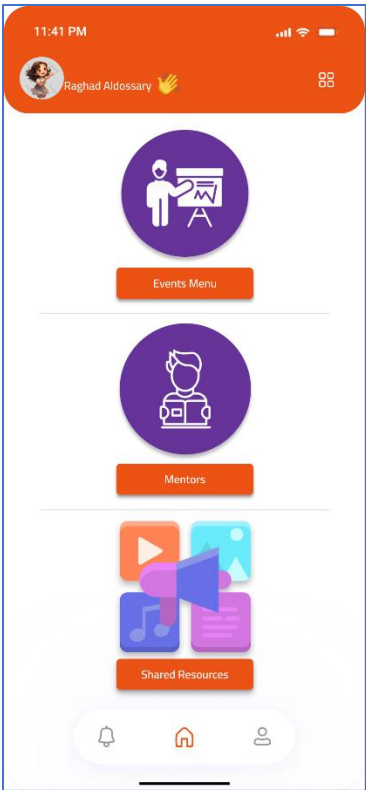 11:41 PM
Raghad Aldossary 👋
Events Menu
Mentors
Shared Resources